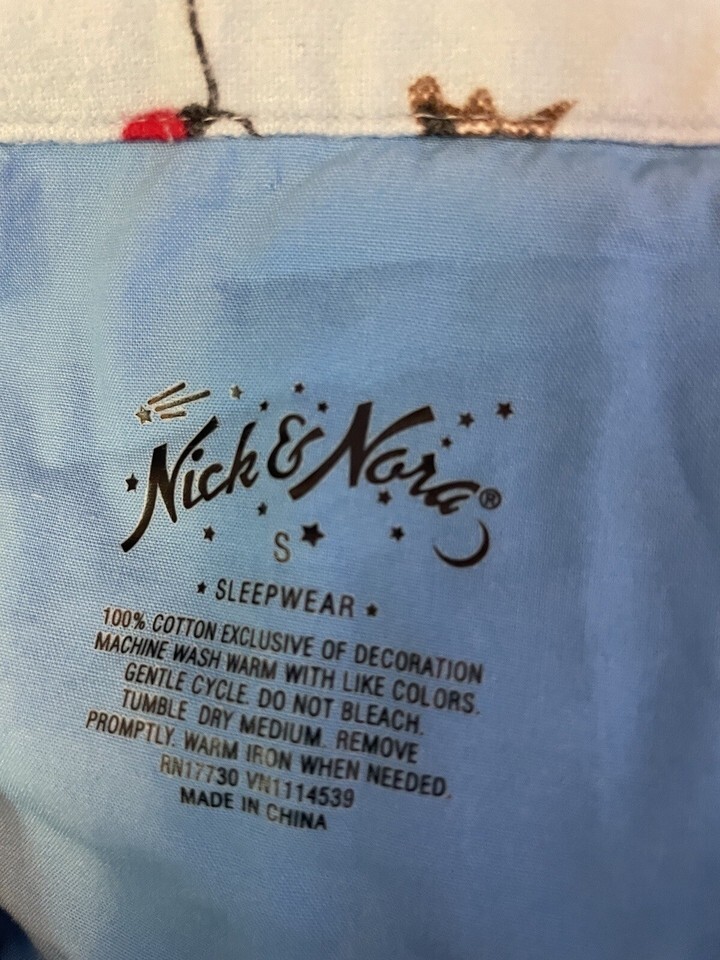 Nick & Nora®
S
SLEEPWEAR
100% COTTON EXCLUSIVE OF DECORATION
MACHINE WASH WARM WITH LIKE COLORS.
GENTLE CYCLE. DO NOT BLEACH.
TUMBLE DRY MEDIUM. REMOVE
PROMPTLY. WARM IRON WHEN NEEDED.
RN17730 VN1114539
MADE IN CHINA